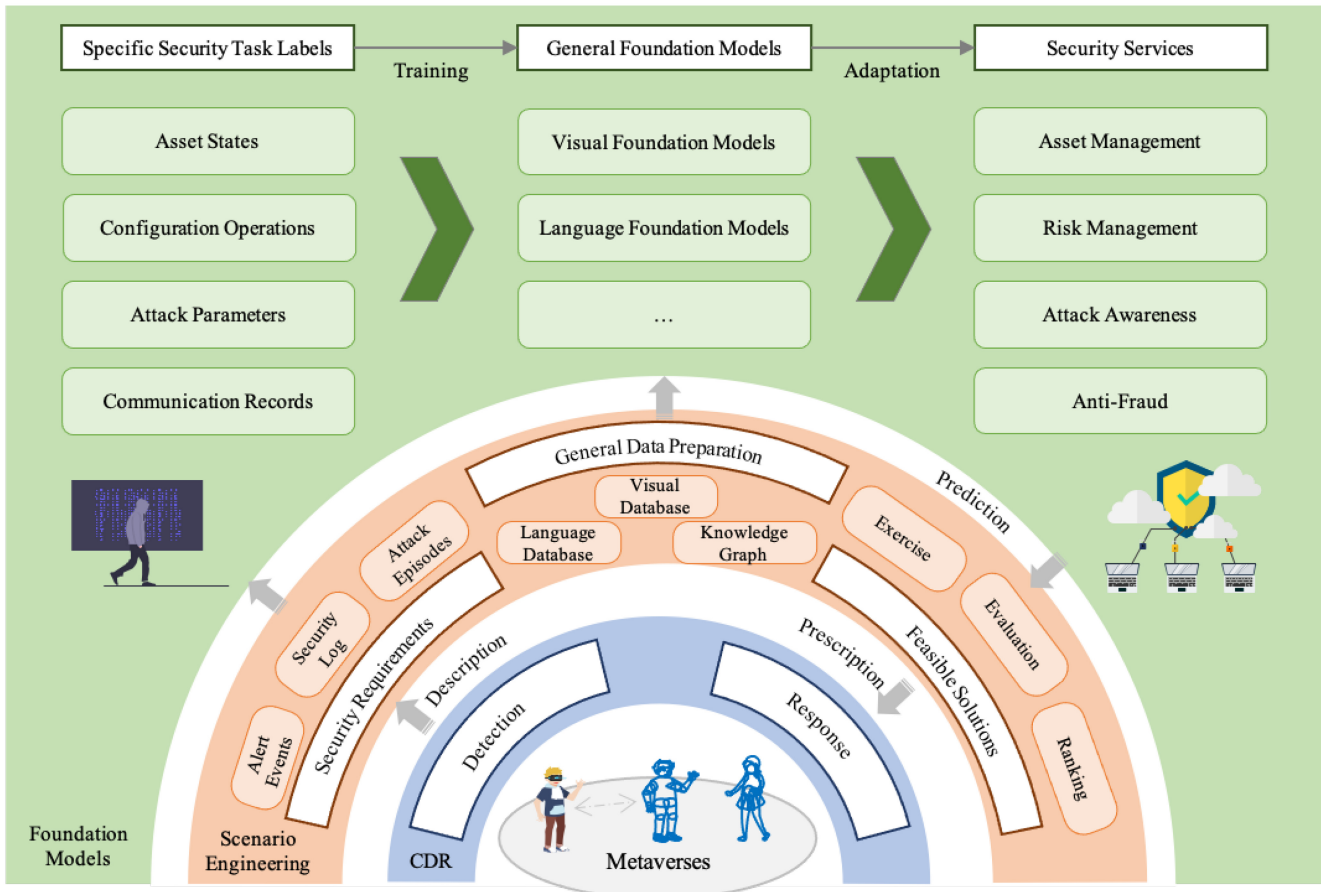 Specific Security Task Labels
Training
General Foundation Models
Adaptation
Security Services
Asset States
Configuration Operations
Attack Parameters
Communication Records
Visual Foundation Models
Language Foundation Models
...
Asset Management
Risk Management
Attack Awareness
Anti-Fraud
General Data Preparation
Visual
Database
Language
Database
Knowledge
Graph
Attack
Episodes
Security
Log
Alert
Events
Security Requirements
Description
Detection
Prediction
Exercise
Evaluation
Ranking
Feasible Solutions
Prescription
Response
Metaverses
CDR
Scenario
Engineering
Foundation
Models